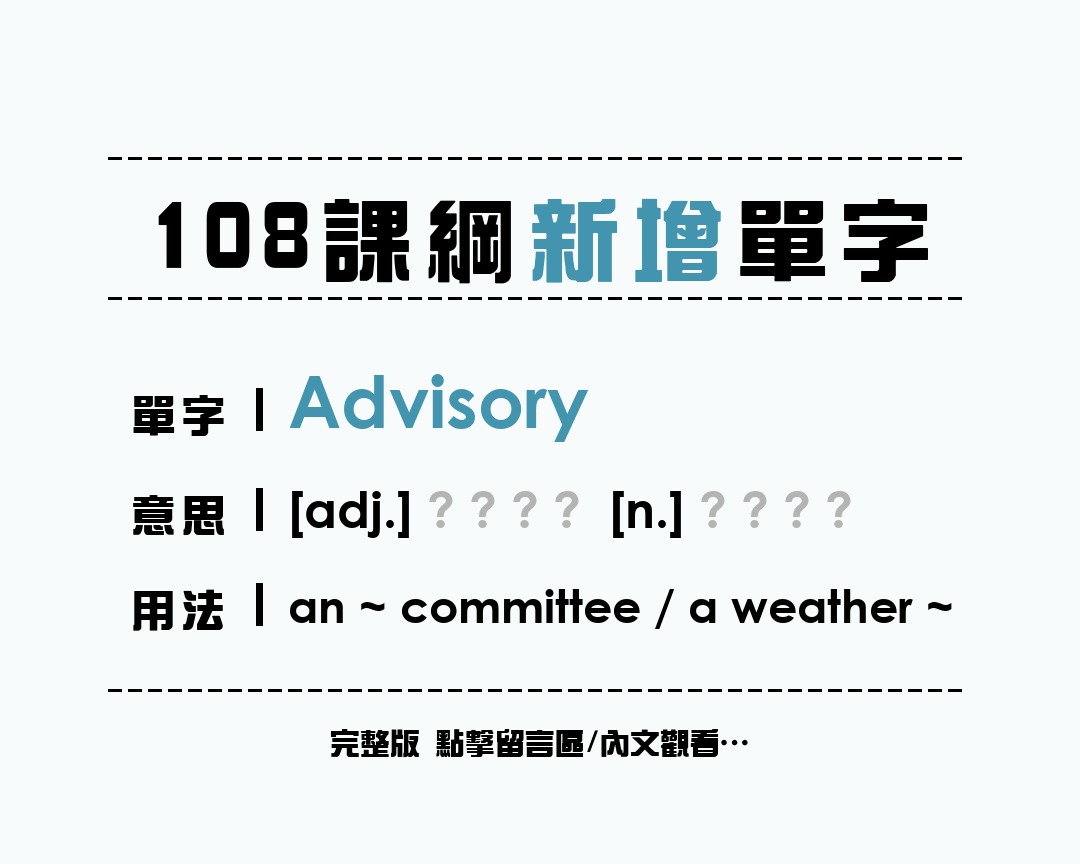 108課綱新增單字
單字 | Advisory
意思 | [adj.] ???? [n.] ????
用法 | an ~ committee / a weather ~
完整版 點擊留言區/內文觀看…